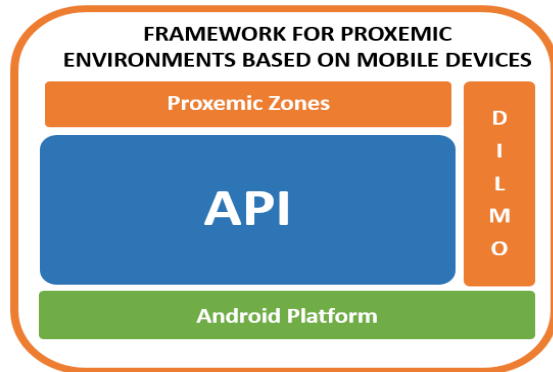 FRAMEWORK FOR PROXEMIC
ENVIRONMENTS BASED ON MOBILE DEVICES
Proxemic Zones
D
I
L
M
O
API
Android Platform